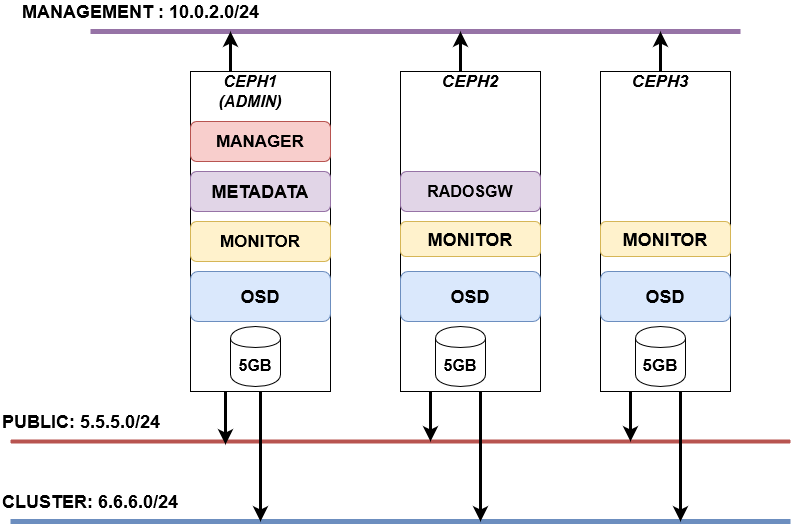 MANAGEMENT : 10.0.2.0/24
CEPH1
(ADMIN)
CEPH2
CEPH3
MANAGER
METADATA
RADOSGW
MONITOR
MONITOR
MONITOR
OSD
OSD
OSD
5GB
5GB
5GB
PUBLIC: 5.5.5.0/24
CLUSTER: 6.6.6.0/24